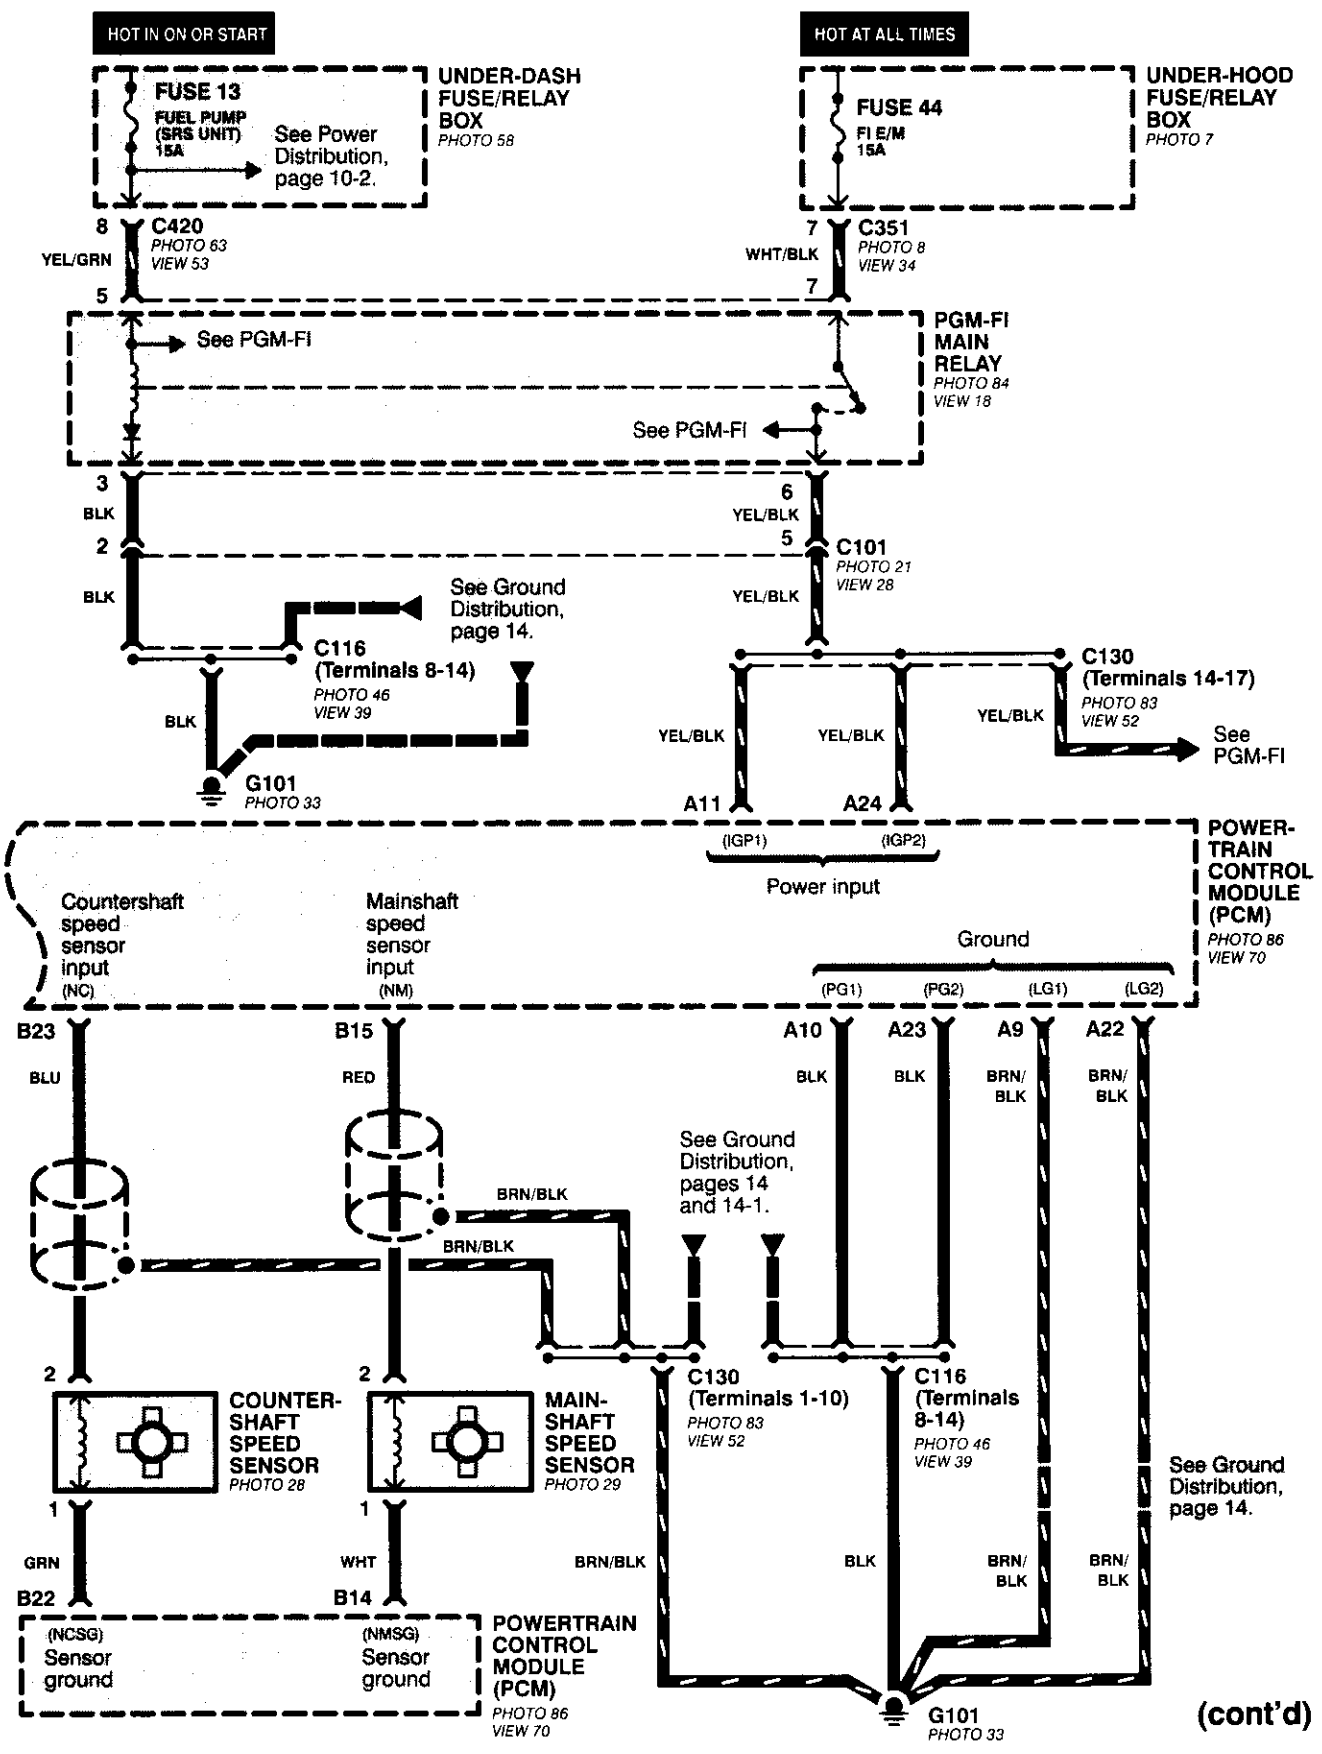 HOT IN ON OR START
HOT AT ALL TIMES
FUSE 13
FUEL PUMP
(SRS UNIT)
15A
See Power
Distribution,
page 10-2.
UNDER-DASH
FUSE/RELAY
BOX
PHOTO 58
FUSE 44
FI E/M
15A
UNDER-HOOD
FUSE/RELAY
BOX
PHOTO 7
8
C420
PHOTO 63
VIEW 53
YEL/GRN
5
7
C351
PHOTO 8
VIEW 34
WHT/BLK
7
See PGM-FI
See PGM-FI
PGM-FI
MAIN
RELAY
PHOTO 84
VIEW 18
3
BLK
2
BLK
6
YEL/BLK
5
C101
PHOTO 21
VIEW 28
YEL/BLK
See Ground
Distribution,
page 14.
C116
(Terminals 8-14)
PHOTO 46
VIEW 39
BLK
G101
PHOTO 33
C130
(Terminals 14-17)
PHOTO 83
VIEW 52
YEL/BLK
YEL/BLK
YEL/BLK
See
PGM-FI
A11
A24
(IGP1)
(IGP2)
Power input
POWER-
TRAIN
CONTROL
MODULE
(PCM)
PHOTO 86
VIEW 70
Countershaft
speed
sensor
input
(NC)
Mainshaft
speed
sensor
input
(NM)
Ground
(PG1)
(PG2)
(LG1)
(LG2)
B23
B15
A10
A23
A9
A22
BLU
RED
BLK
BLK
BRN/
BLK
BRN/
BLK
See Ground
Distribution,
pages 14
and 14-1.
BRN/BLK
BRN/BLK
2
2
COUNTER-
SHAFT
SPEED
SENSOR
PHOTO 28
MAIN-
SHAFT
SPEED
SENSOR
PHOTO 29
C130
(Terminals 1-10)
PHOTO 83
VIEW 52
C116
(Terminals
8-14)
PHOTO 46
VIEW 39
See Ground
Distribution,
page 14.
1
1
GRN
WHT
BRN/BLK
BLK
BRN/
BLK
BRN/
BLK
B22
B14
(NCSG)
Sensor
ground
(NMSG)
Sensor
ground
POWERTRAIN
CONTROL
MODULE
(PCM)
PHOTO 86
VIEW 70
G101
PHOTO 33
(cont'd)